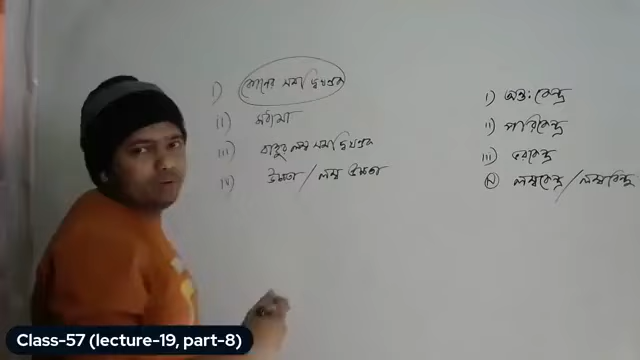 i) কোনের সমদ্বিখণ্ডক
ii) মধ্যমা
iii) বাহুর লম্ব সমদ্বিখণ্ডক
iv) উচ্চতা / লম্ব উচ্চতা
i) অন্ত: কেন্দ্র
ii) পরিকেন্দ্র
iii) ভরকেন্দ্র
iv) লম্বকেন্দ্র / লম্ববিন্দু
Class-57 (lecture-19, part-8)